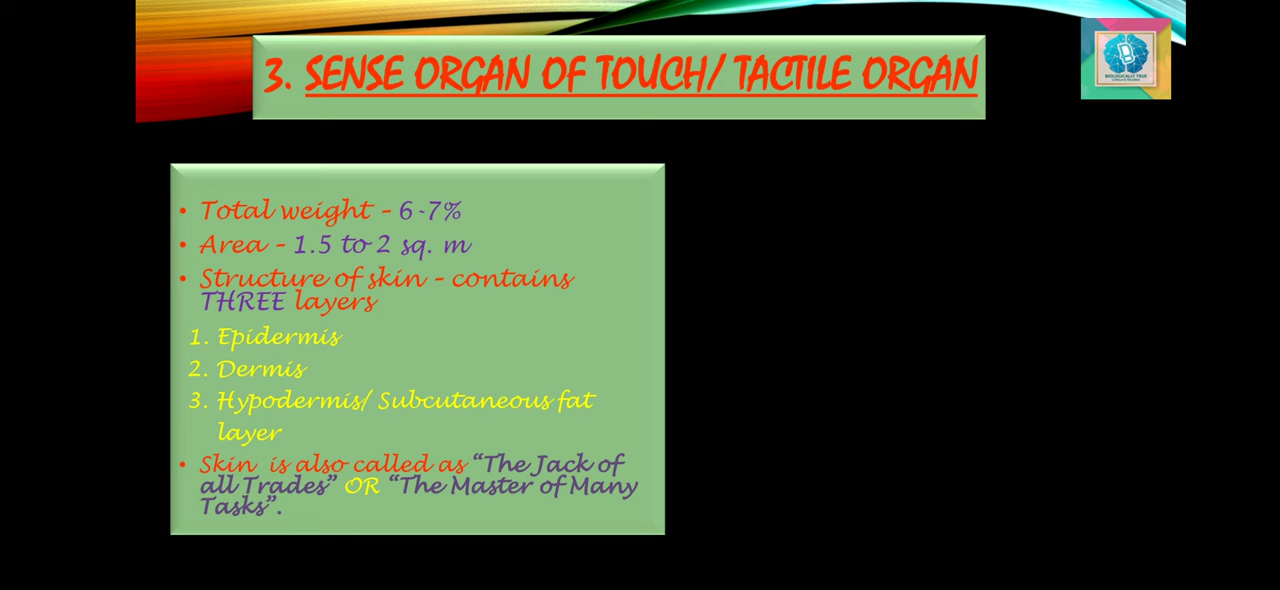 3. SENSE ORGAN OF TOUCH/ TACTILE ORGAN
B
BIOLOGICALLY TRUE
• Total weight – 6-7%
• Area – 1.5 to 2 sq. m
• Structure of skin – contains
THREE layers
1. Epidermis
2. Dermis
3. Hypodermis/ Subcutaneous fat
layer
• Skin is also called as “The Jack of
all Trades” OR “The Master of Many
Tasks”.